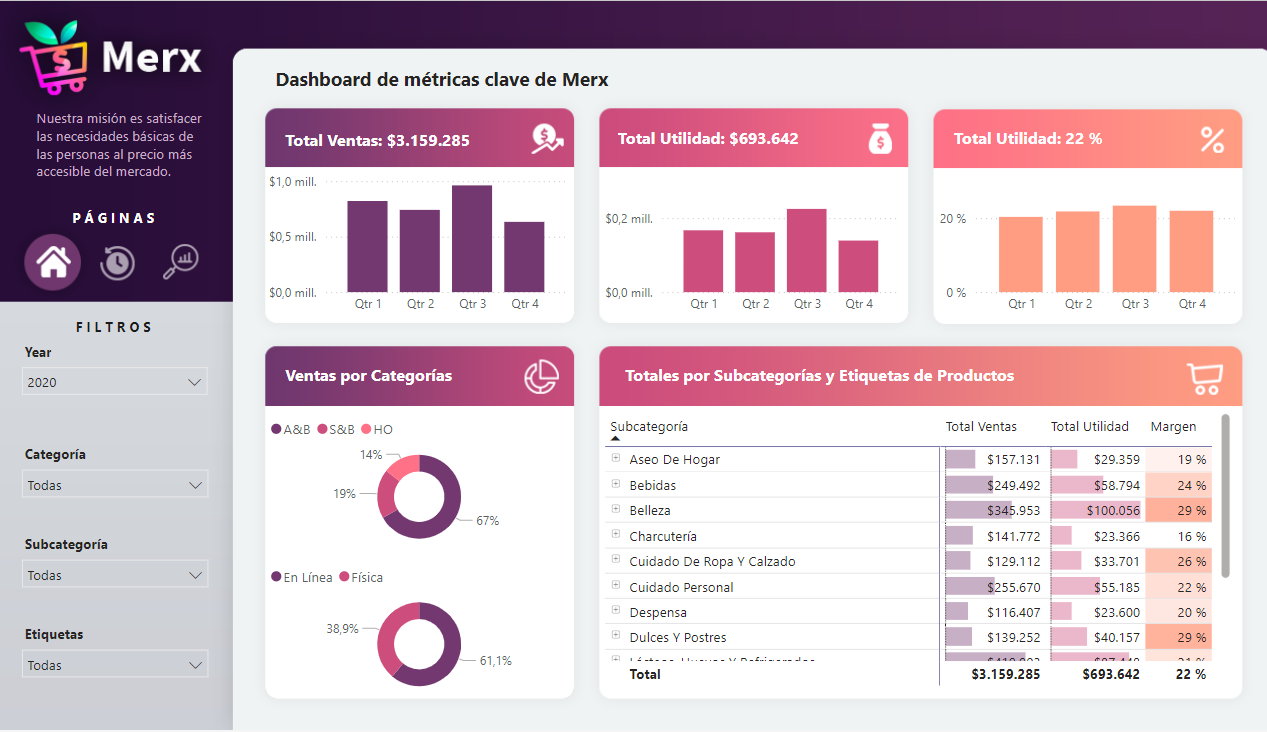 Merx
Nuestra misión es satisfacer
las necesidades básicas de
las personas al precio más
accesible del mercado.
PÁGINAS
FILTROS
Year
2020
Categoría
Todas
Subcategoría
Todas
Etiquetas
Todas
Dashboard de métricas clave de Merx
Total Ventas: $3.159.285
$1,0 mill.
$0,5 mill.
$0,0 mill.
Qtr 1 Qtr 2 Qtr 3 Qtr 4
Total Utilidad: $693.642
$0,2 mill.
$0,0 mill.
Qtr 1 Qtr 2 Qtr 3 Qtr 4
Total Utilidad: 22 %
20 %
0 %
Qtr 1 Qtr 2 Qtr 3 Qtr 4
Ventas por Categorías
A&B S&B HO
14%
19%
67%
En Línea Física
38,9%
61,1%
Totales por Subcategorías y Etiquetas de Productos
Subcategoría Total Ventas Total Utilidad Margen
Aseo De Hogar $157.131 $29.359 19 %
Bebidas $249.492 $58.794 24 %
Belleza $345.953 $100.056 29 %
Charcutería $141.772 $23.366 16 %
Cuidado De Ropa Y Calzado $129.112 $33.701 26 %
Cuidado Personal $255.670 $55.185 22 %
Despensa $116.407 $23.600 20 %
Dulces Y Postres $139.252 $40.157 29 %
Total $3.159.285 $693.642 22 %